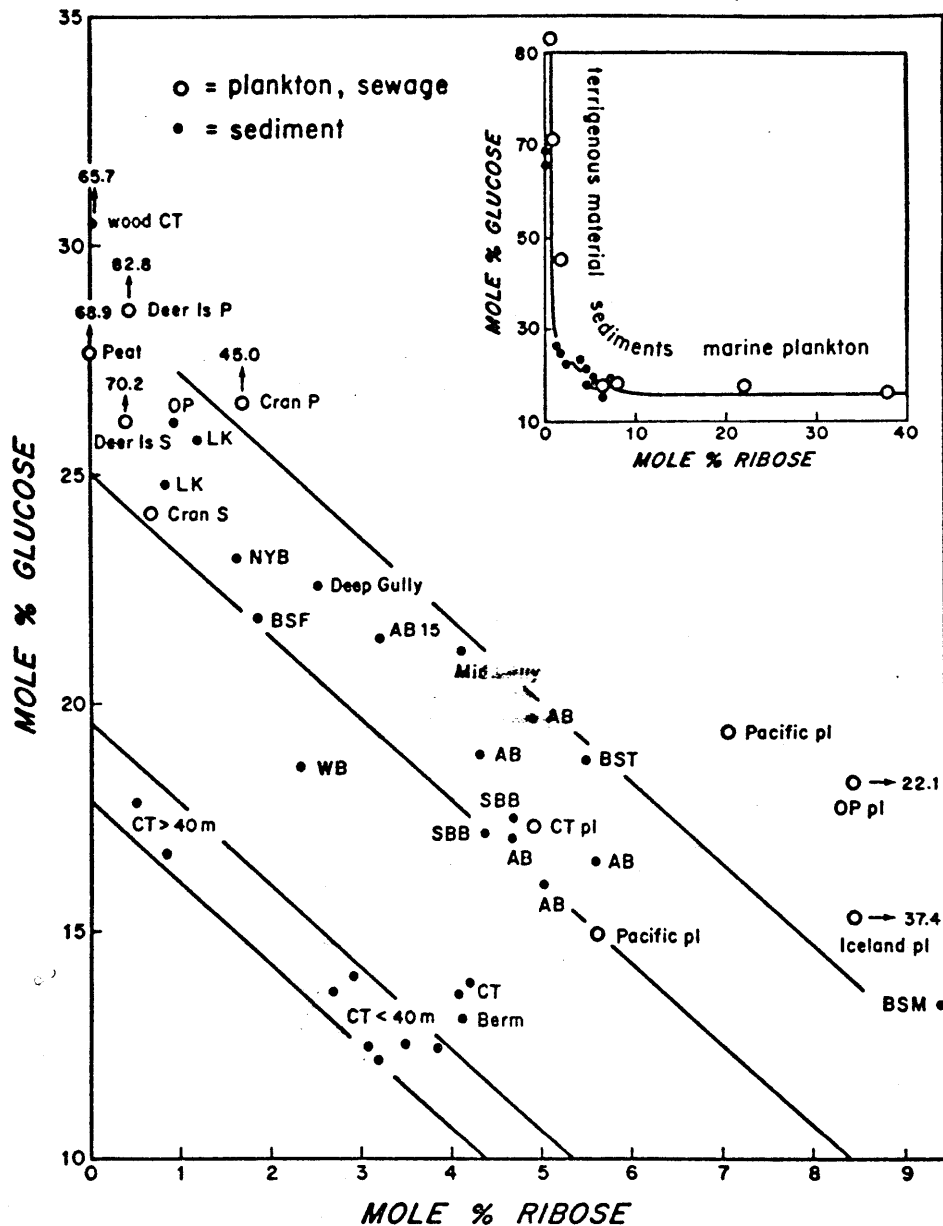 35
30
25
20
15
10
MOLE % GLUCOSE
O = plankton, sewage
• = sediment
65.7
wood CT
62.8
Deer Is P
68.9
Peat
45.0
Cran P
70.2
Deer Is S
OP
LK
LK
Cran S
NYB
Deep Gully
BSF
AB 15
AB
AB
BST
WB
SBB
SBB
CT pl
AB
AB
AB
Pacific pl
Pacific pl
22.1
OP pl
37.4
Iceland pl
BSM
CT > 40 m
CT < 40 m
CT
Berm
0 1 2 3 4 5 6 7 8 9
MOLE % RIBOSE
80
70
50
30
10
MOLE % GLUCOSE
terrigenous material
sediments
marine plankton
0 10 20 30 40
MOLE % RIBOSE